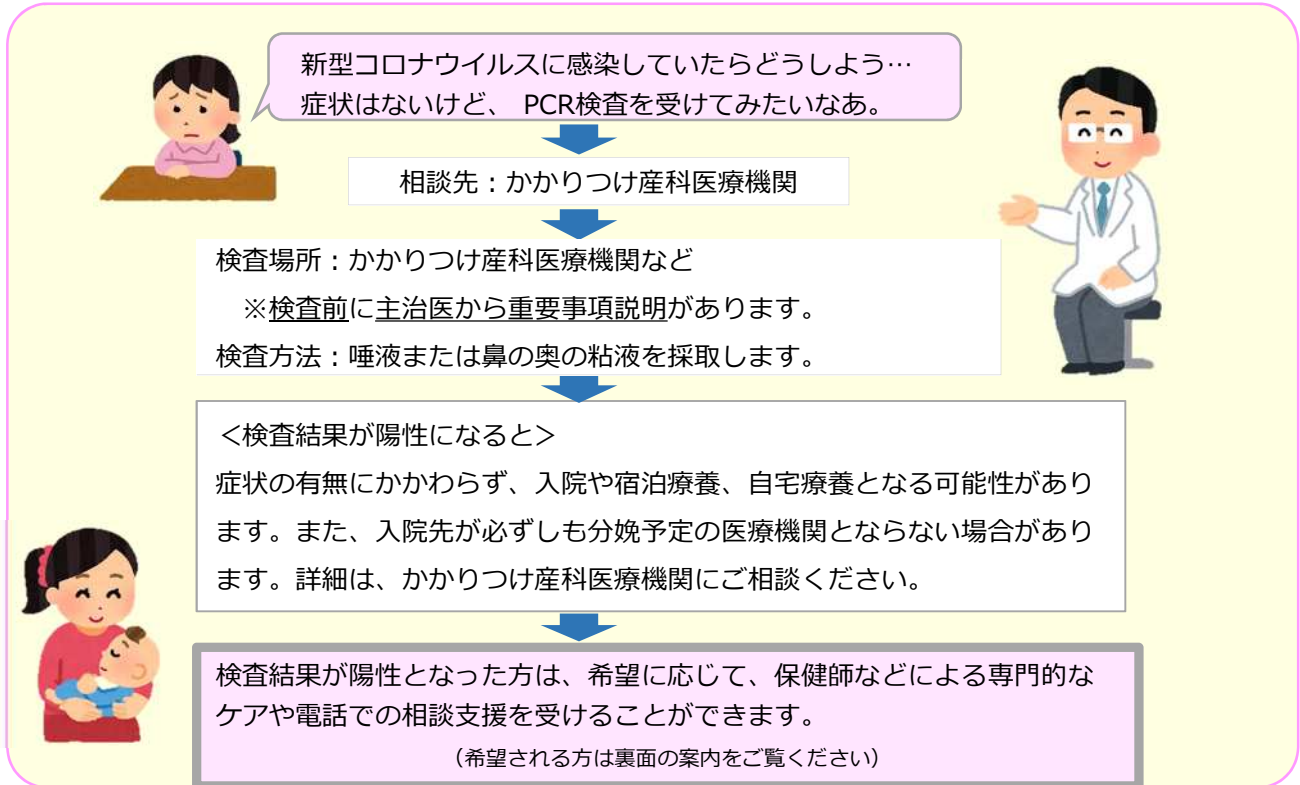 新型コロナウイルスに感染していたらどうしよう…
症状はないけど、 PCR検査を受けてみたいなあ。
相談先：かかりつけ産科医療機関
検査場所：かかりつけ産科医療機関など
※検査前に主治医から重要事項説明があります。
検査方法：唾液または鼻の奥の粘液を採取します。
＜検査結果が陽性になると＞
症状の有無にかかわらず、入院や宿泊療養、自宅療養となる可能性があり
ます。また、入院先が必ずしも分娩予定の医療機関とならない場合があり
ます。詳細は、かかりつけ産科医療機関にご相談ください。
検査結果が陽性となった方は、希望に応じて、保健師などによる専門的な
ケアや電話での相談支援を受けることができます。
（希望される方は裏面の案内をご覧ください）